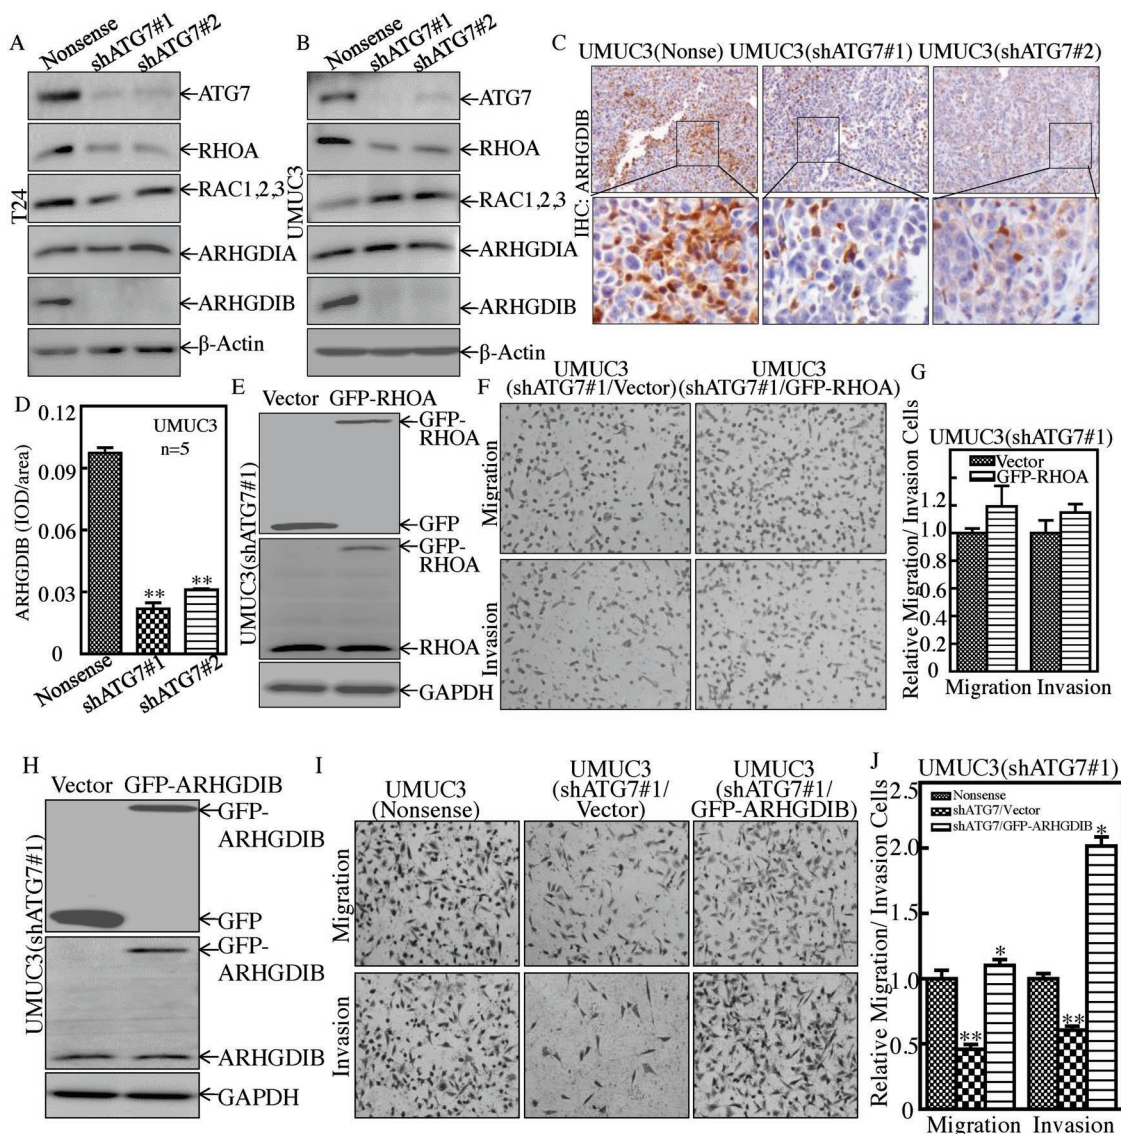 A
Nonsense
shATG7#1
shATG7#2
T24
ATG7
RHOA
RAC1,2,3
ARHGDIA
ARHGDIB
β-Actin
B
Nonsense
shATG7#1
shATG7#2
UMUC3
ATG7
RHOA
RAC1,2,3
ARHGDIA
ARHGDIB
β-Actin
C
UMUC3(Nonse) UMUC3(shATG7#1) UMUC3(shATG7#2)
IHC: ARHGDIB
D
0.12
0.09
0.06
0.03
0
ARHGDIB (IOD/area)
UMUC3
n=5
**
**
Nonsense
shATG7#1
shATG7#2
E
Vector GFP-RHOA
UMUC3(shATG7#1)
GFP-
RHOA
GFP
GFP-
RHOA
RHOA
GAPDH
F
UMUC3
(shATG7#1/Vector)
UMUC3
(shATG7#1/GFP-RHOA)
Migration
Invasion
G
UMUC3(shATG7#1)
Vector
GFP-RHOA
Relative Migration/ Invasion Cells
1.2
1.0
0.8
0.6
0.4
0.2
0
Migration Invasion
H
Vector GFP-ARHGDIB
UMUC3(shATG7#1)
GFP-
ARHGDIB
GFP
GFP-
ARHGDIB
ARHGDIB
GAPDH
I
UMUC3
(Nonsense)
UMUC3
(shATG7#1/
Vector)
UMUC3
(shATG7#1/
GFP-ARHGDIB)
Migration
Invasion
J
UMUC3(shATG7#1)
Nonsense
shATG7/Vector
shATG7/GFP-ARHGDIB
Relative Migration/ Invasion Cells
2.5
2.0
1.5
1.0
0.5
0
**
*
**
*
Migration Invasion